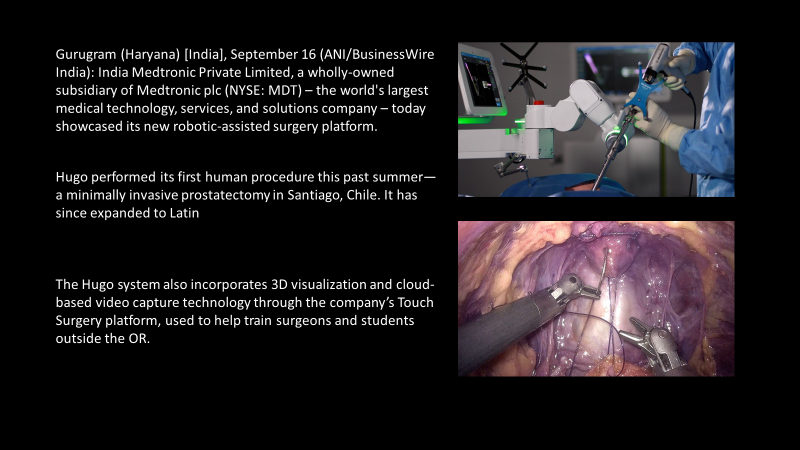 Gurugram (Haryana) [India], September 16 (ANI/BusinessWire
India): India Medtronic Private Limited, a wholly-owned
subsidiary of Medtronic plc (NYSE: MDT) – the world's largest
medical technology, services, and solutions company – today
showcased its new robotic-assisted surgery platform.
Hugo performed its first human procedure this past summer—
a minimally invasive prostatectomy in Santiago, Chile. It has
since expanded to Latin
The Hugo system also incorporates 3D visualization and cloud-
based video capture technology through the company’s Touch
Surgery platform, used to help train surgeons and students
outside the OR.